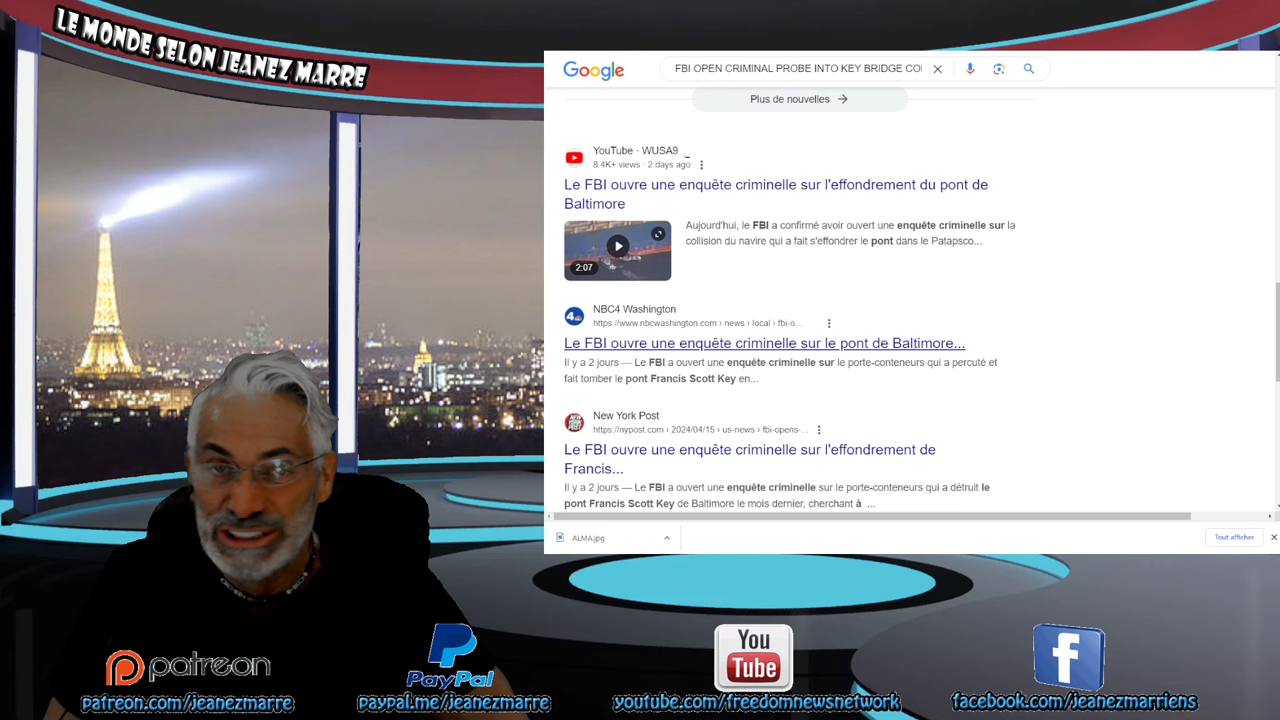 LE MONDE SELON JEANEZ MARRE
Google
FBI OPEN CRIMINAL PROBE INTO KEY BRIDGE CO
Plus de nouvelles
YouTube · WUSA9
8.4K+ views · 2 days ago
Le FBI ouvre une enquête criminelle sur l'effondrement du pont de
Baltimore
Aujourd'hui, le FBI a confirmé avoir ouvert une enquête criminelle sur la
collision du navire qui a fait s'effondrer le pont dans le Patapsco...
2:07
NBC4 Washington
https://www.nbcwashington.com › news › local › fbi-o...
Le FBI ouvre une enquête criminelle sur le pont de Baltimore...
Il y a 2 jours — Le FBI a ouvert une enquête criminelle sur le porte-conteneurs qui a percuté et
fait tomber le pont Francis Scott Key en...
New York Post
https://nypost.com › 2024/04/15 › us-news › fbi-opens-...
Le FBI ouvre une enquête criminelle sur l'effondrement de
Francis...
Il y a 2 jours — Le FBI a ouvert une enquête criminelle sur le porte-conteneurs qui a détruit le
pont Francis Scott Key de Baltimore le mois dernier, cherchant à ...
ALMA.jpg
Tout afficher
patreon
patreon.com/jeanezmarre
PayPal
paypal.me/jeanezmarre
You
Tube
youtube.com/freedomnewsnetwork
f
facebook.com/jeanezmarriens